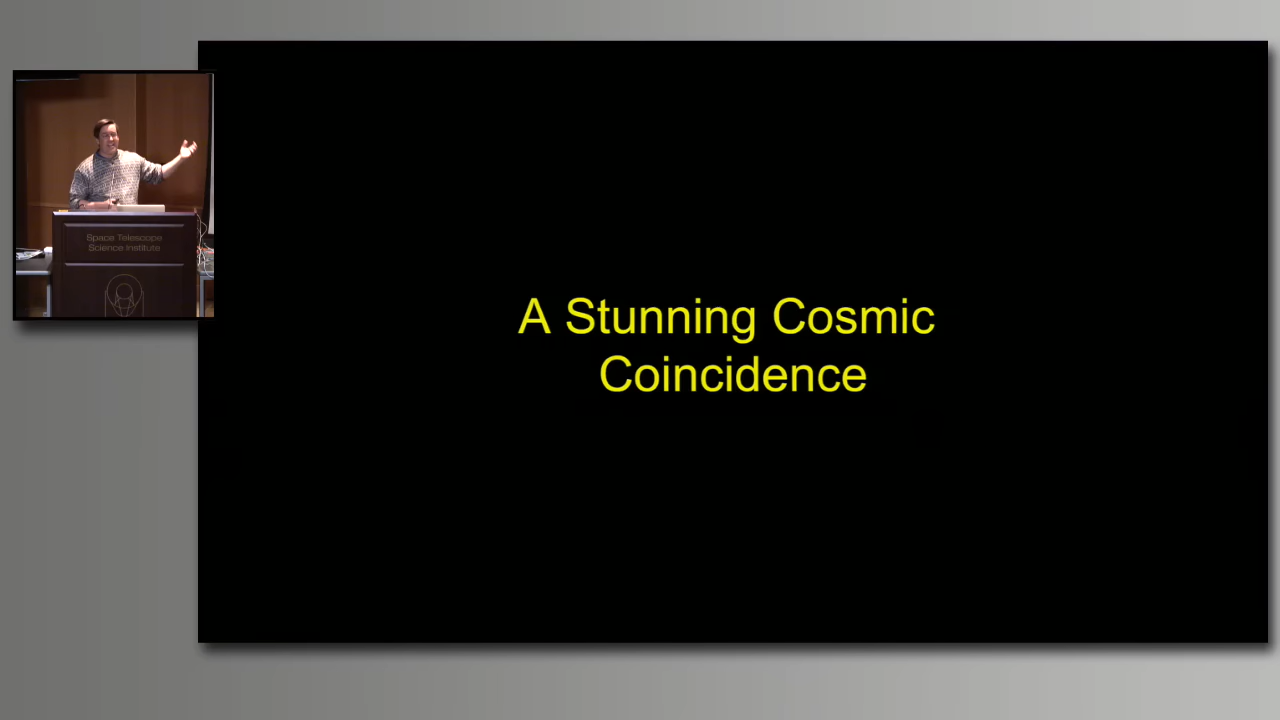 Space Telescope
Science Institute
A Stunning Cosmic
Coincidence